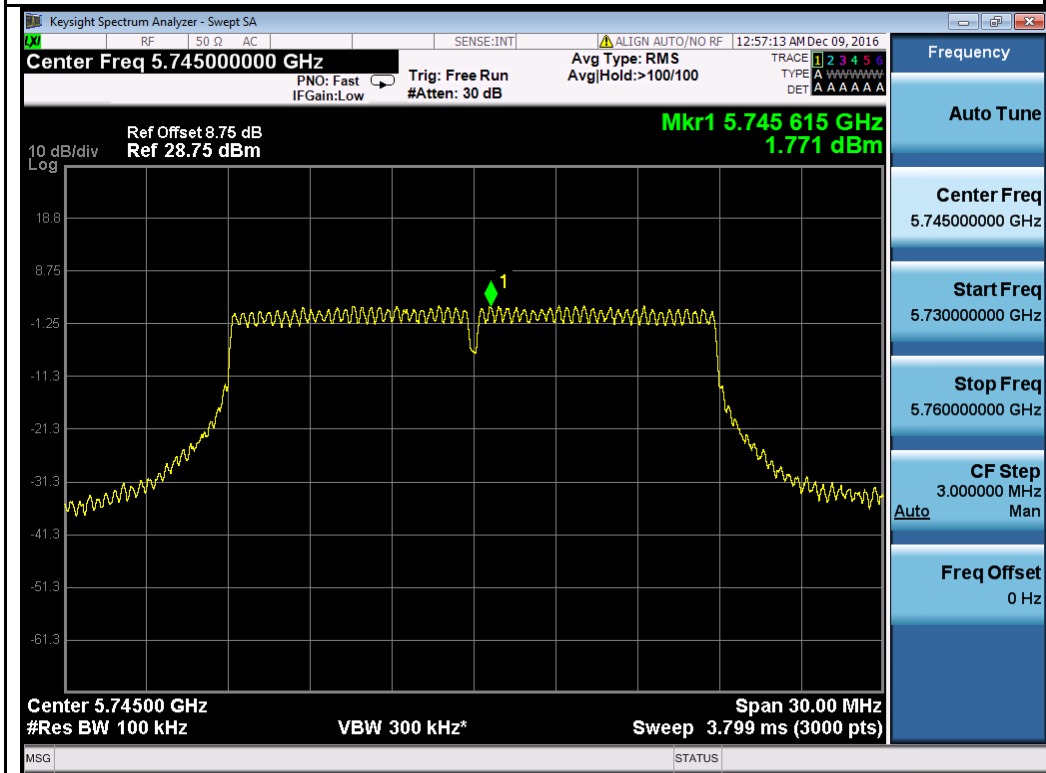 Keysight Spectrum Analyzer - Swept SA
LXI RF 50 Ω AC SENSE:INT ALIGN AUTO/NO RF 12:57:13 AM Dec 09, 2016
Center Freq 5.745000000 GHz
PNO: Fast
IFGain:Low
Trig: Free Run
#Atten: 30 dB
Avg Type: RMS
Avg|Hold:>100/100
TRACE 1 2 3 4 5 6
TYPE A WWWWW
DET A A A A A A
Frequency
Auto Tune
Center Freq
5.745000000 GHz
Start Freq
5.730000000 GHz
Stop Freq
5.760000000 GHz
CF Step
3.000000 MHz
Auto Man
Freq Offset
0 Hz
Mkr1 5.745 615 GHz
1.771 dBm
Ref Offset 8.75 dB
10 dB/div Ref 28.75 dBm
Log
18.8
8.75
-1.25
-11.3
-21.3
-31.3
-41.3
-51.3
-61.3
1
Center 5.74500 GHz Span 30.00 MHz
#Res BW 100 kHz VBW 300 kHz* Sweep 3.799 ms (3000 pts)
MSG STATUS